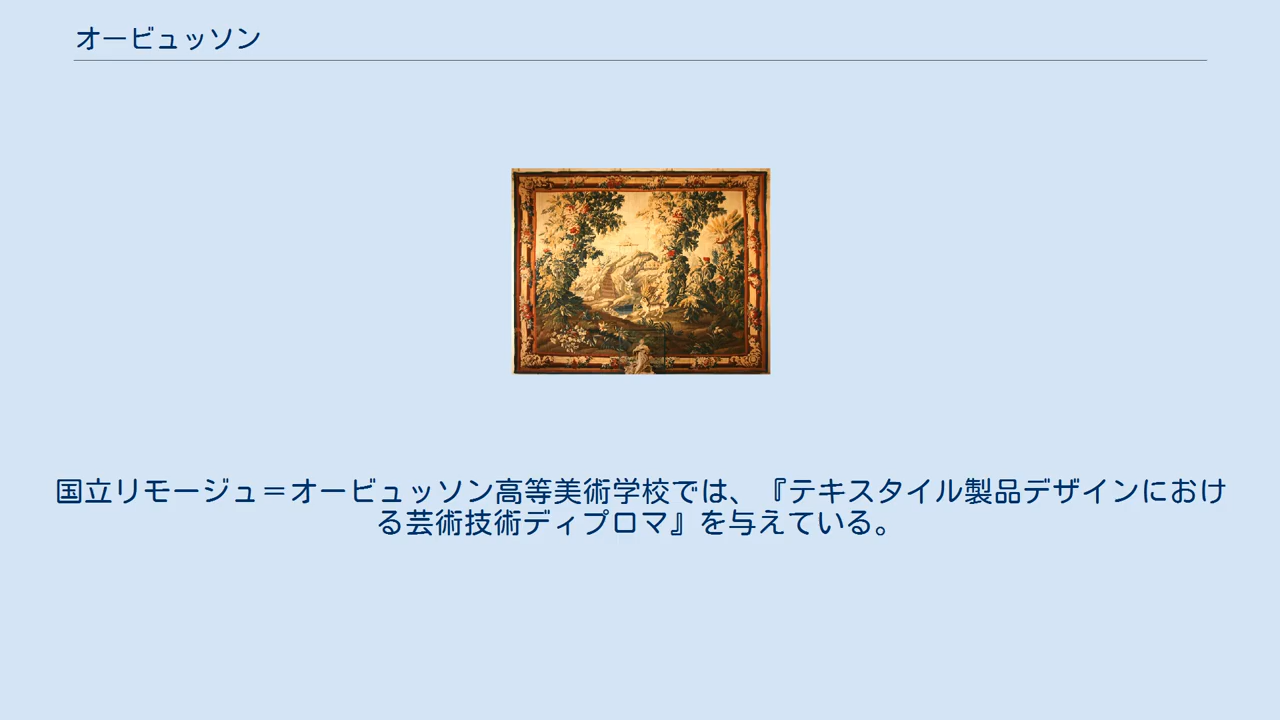 オービュッソン
国立リモージュ＝オービュッソン高等美術学校では、『テキスタイル製品デザインにおけ
る芸術技術ディプロマ』を与えている。